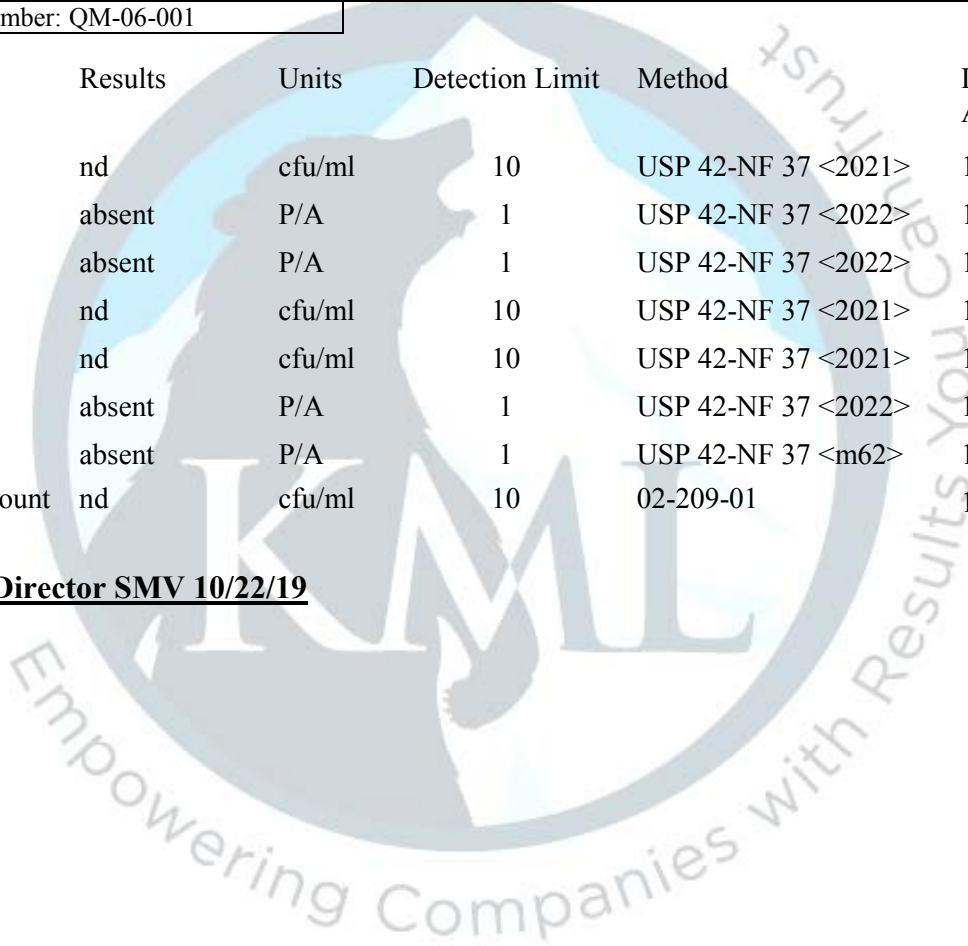 mber: QM-06-001
Results Units Detection Limit Method
nd cfu/ml 10 USP 42-NF 37 <2021>
absent P/A 1 USP 42-NF 37 <2022>
absent P/A 1 USP 42-NF 37 <2022>
nd cfu/ml 10 USP 42-NF 37 <2021>
nd cfu/ml 10 USP 42-NF 37 <2021>
absent P/A 1 USP 42-NF 37 <2022>
absent P/A 1 USP 42-NF 37 <m62>
ount nd cfu/ml 10 02-209-01
Director SMV 10/22/19
KML
Empowering Companies with Results You Can Trust